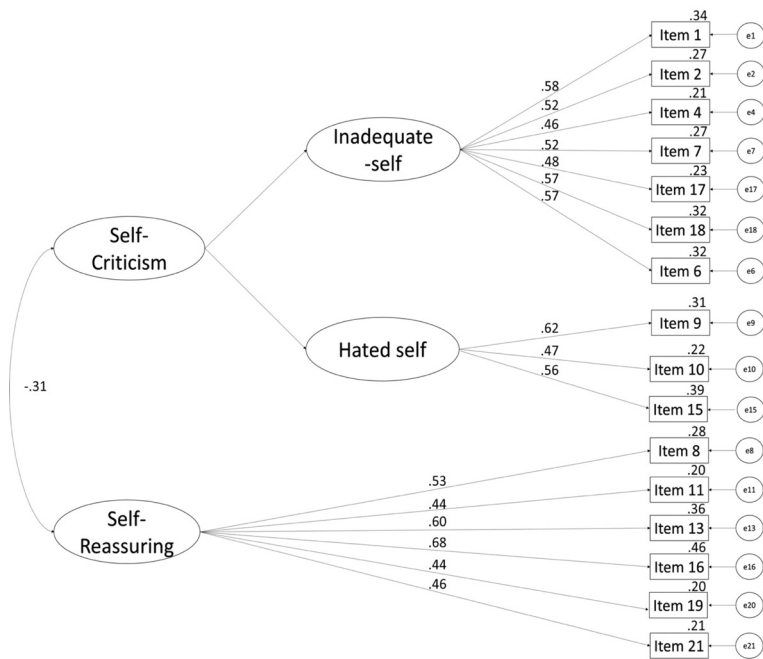 .34
Item 1
e1
.27
Item 2
e2
.58
.21
.52
Item 4
e4
.46
.27
Inadequate
-self
.52
Item 7
e7
.48
.23
.57
Item 17
e17
.57
.32
Item 18
e18
.32
Item 6
e6
Self-
Criticism
.31
.62
Item 9
e9
Hated self
.47
.22
.56
Item 10
e10
.39
Item 15
e15
-.31
.28
Item 8
e8
.53
.20
.44
Item 11
e11
.60
.36
Self-
Reassuring
Item 13
e13
.68
.46
.44
Item 16
e16
.46
.20
Item 19
e20
.21
Item 21
e21